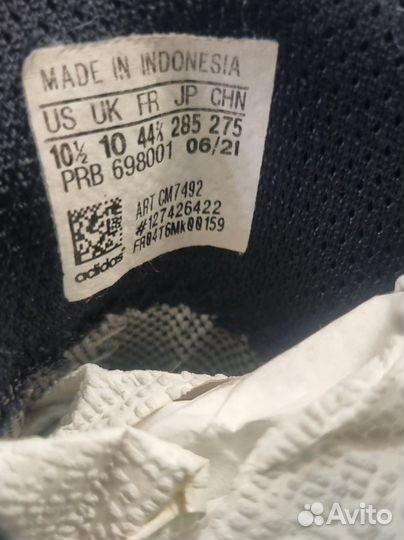 MADE IN INDONESIA
US UK FR JP CHN
10½ 10 44⅔ 285 275
PRB 698001 06/21
ART CM7492
#127426422
FR04T6MK00159
adidas
Avito